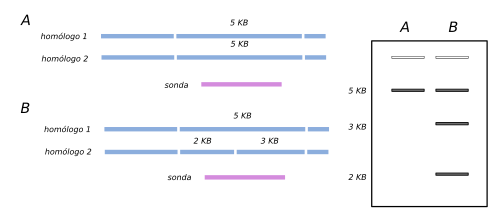 A
5 KB
homólogo 1
5 KB
homólogo 2
sonda
B
5 KB
homólogo 1
2 KB 3 KB
homólogo 2
sonda
A B
5 KB
3 KB
2 KB